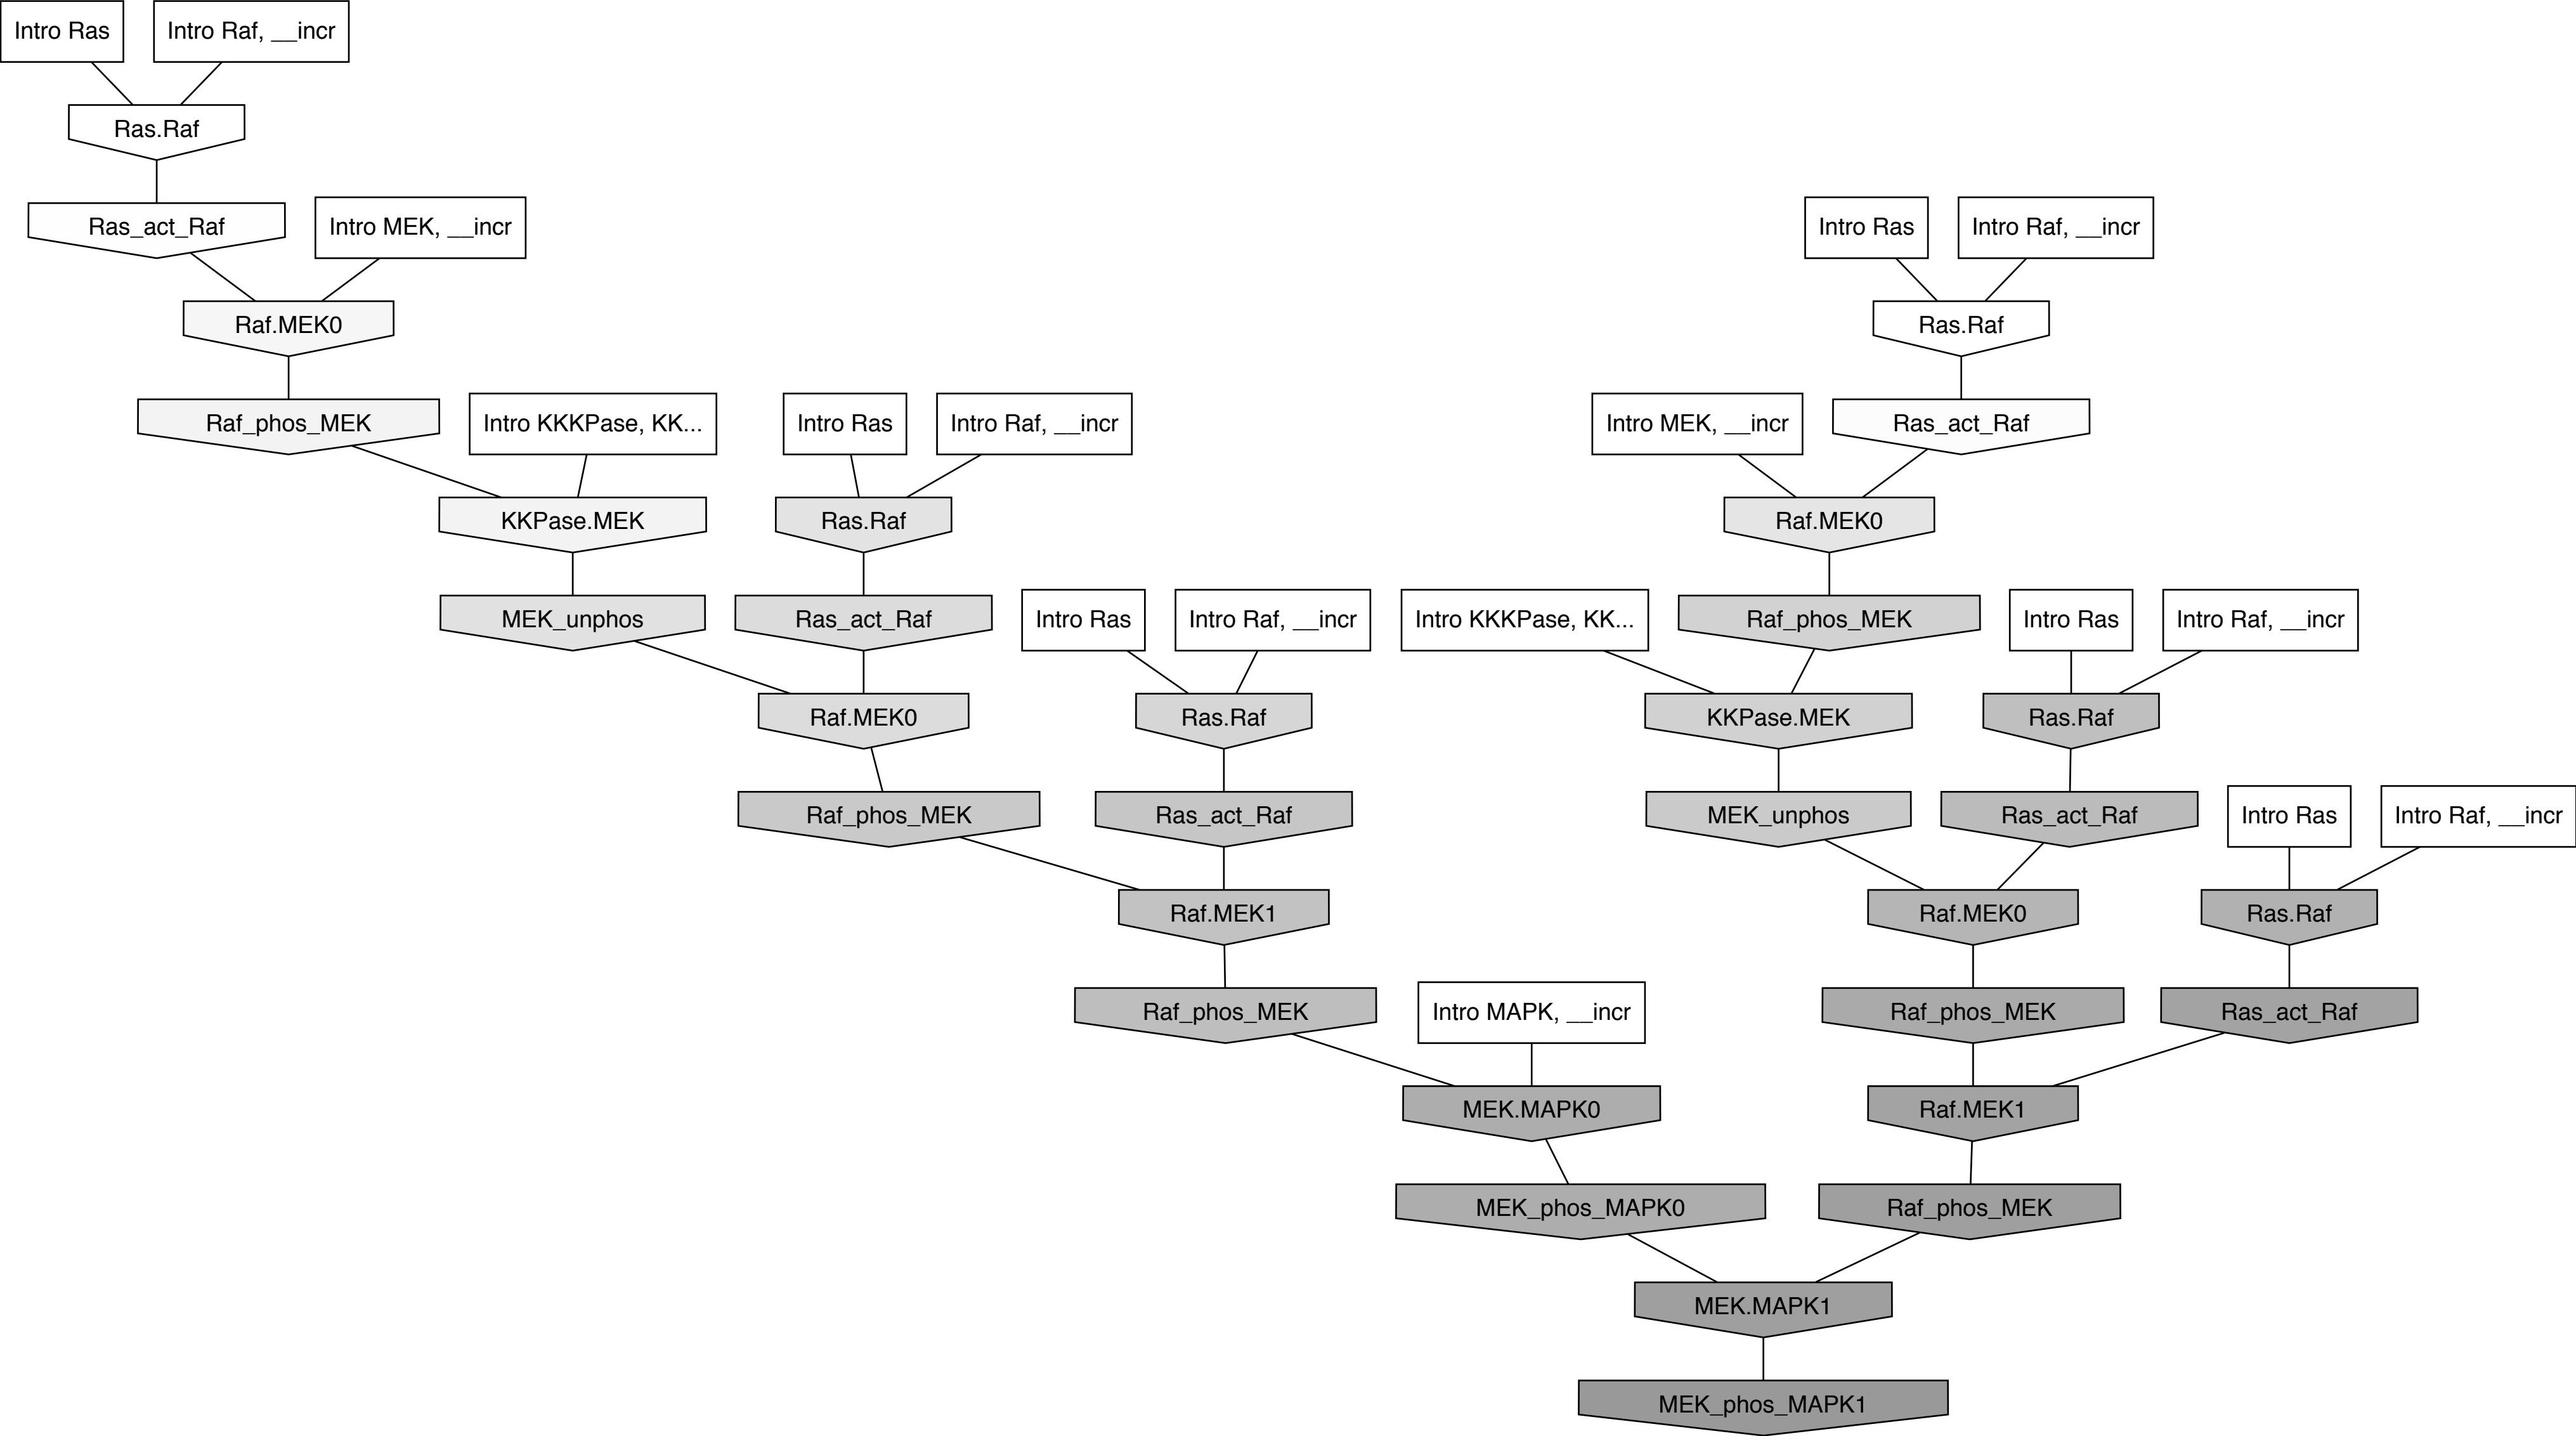 Intro Ras
Intro Raf, __incr
Ras.Raf
Ras_act_Raf
Intro MEK, __incr
Intro Ras
Intro Raf, __incr
Raf.MEK0
Ras.Raf
Raf_phos_MEK
Intro KKKPase, KK...
Intro Ras
Intro Raf, __incr
Intro MEK, __incr
Ras_act_Raf
KKPase.MEK
Ras.Raf
Raf.MEK0
MEK_unphos
Ras_act_Raf
Intro Ras
Intro Raf, __incr
Intro KKKPase, KK...
Raf_phos_MEK
Intro Ras
Intro Raf, __incr
Raf.MEK0
Ras.Raf
KKPase.MEK
Ras.Raf
Raf_phos_MEK
Ras_act_Raf
MEK_unphos
Ras_act_Raf
Intro Ras
Intro Raf, __incr
Raf.MEK1
Raf.MEK0
Ras.Raf
Raf_phos_MEK
Intro MAPK, __incr
Raf_phos_MEK
Ras_act_Raf
MEK.MAPK0
Raf.MEK1
MEK_phos_MAPK0
Raf_phos_MEK
MEK.MAPK1
MEK_phos_MAPK1